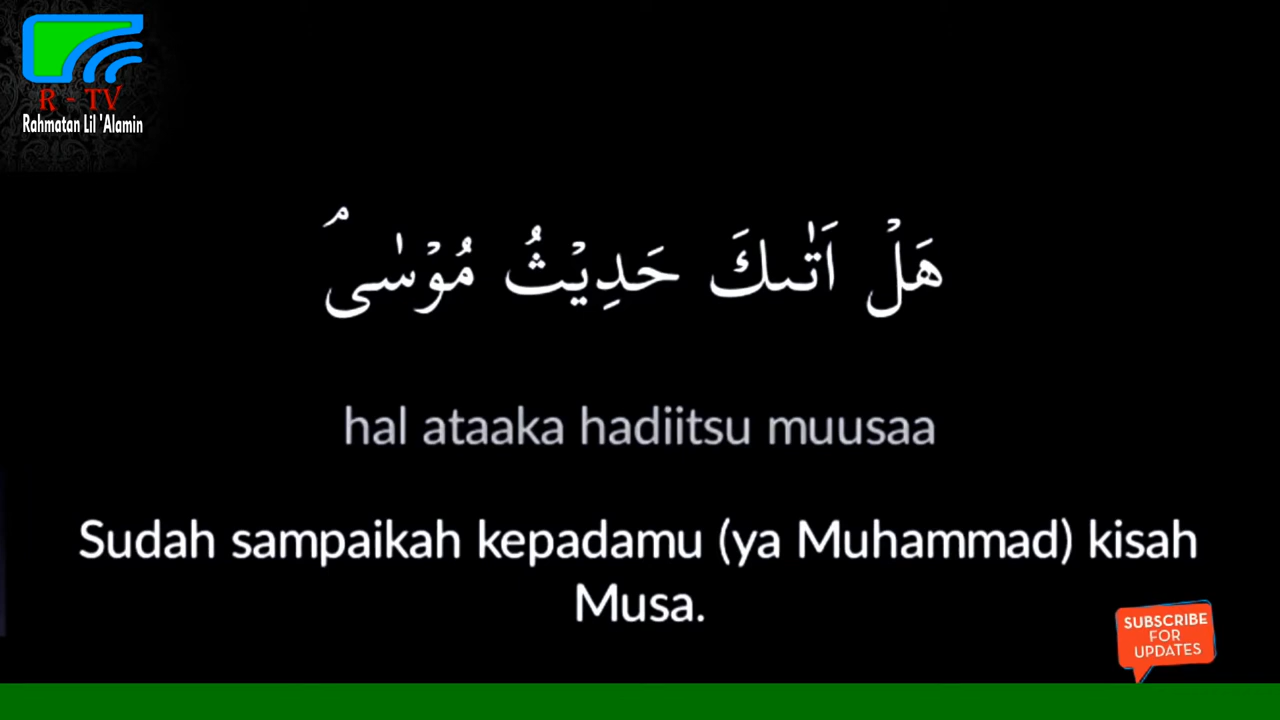 R - TV
Rahmatan Lil 'Alamin
هَلْ اَتٰىكَ حَدِيْثُ مُوْسٰىۘ
hal ataaka hadiitsu muusaa
Sudah sampaikah kepadamu (ya Muhammad) kisah
Musa.
SUBSCRIBE
FOR
UPDATES